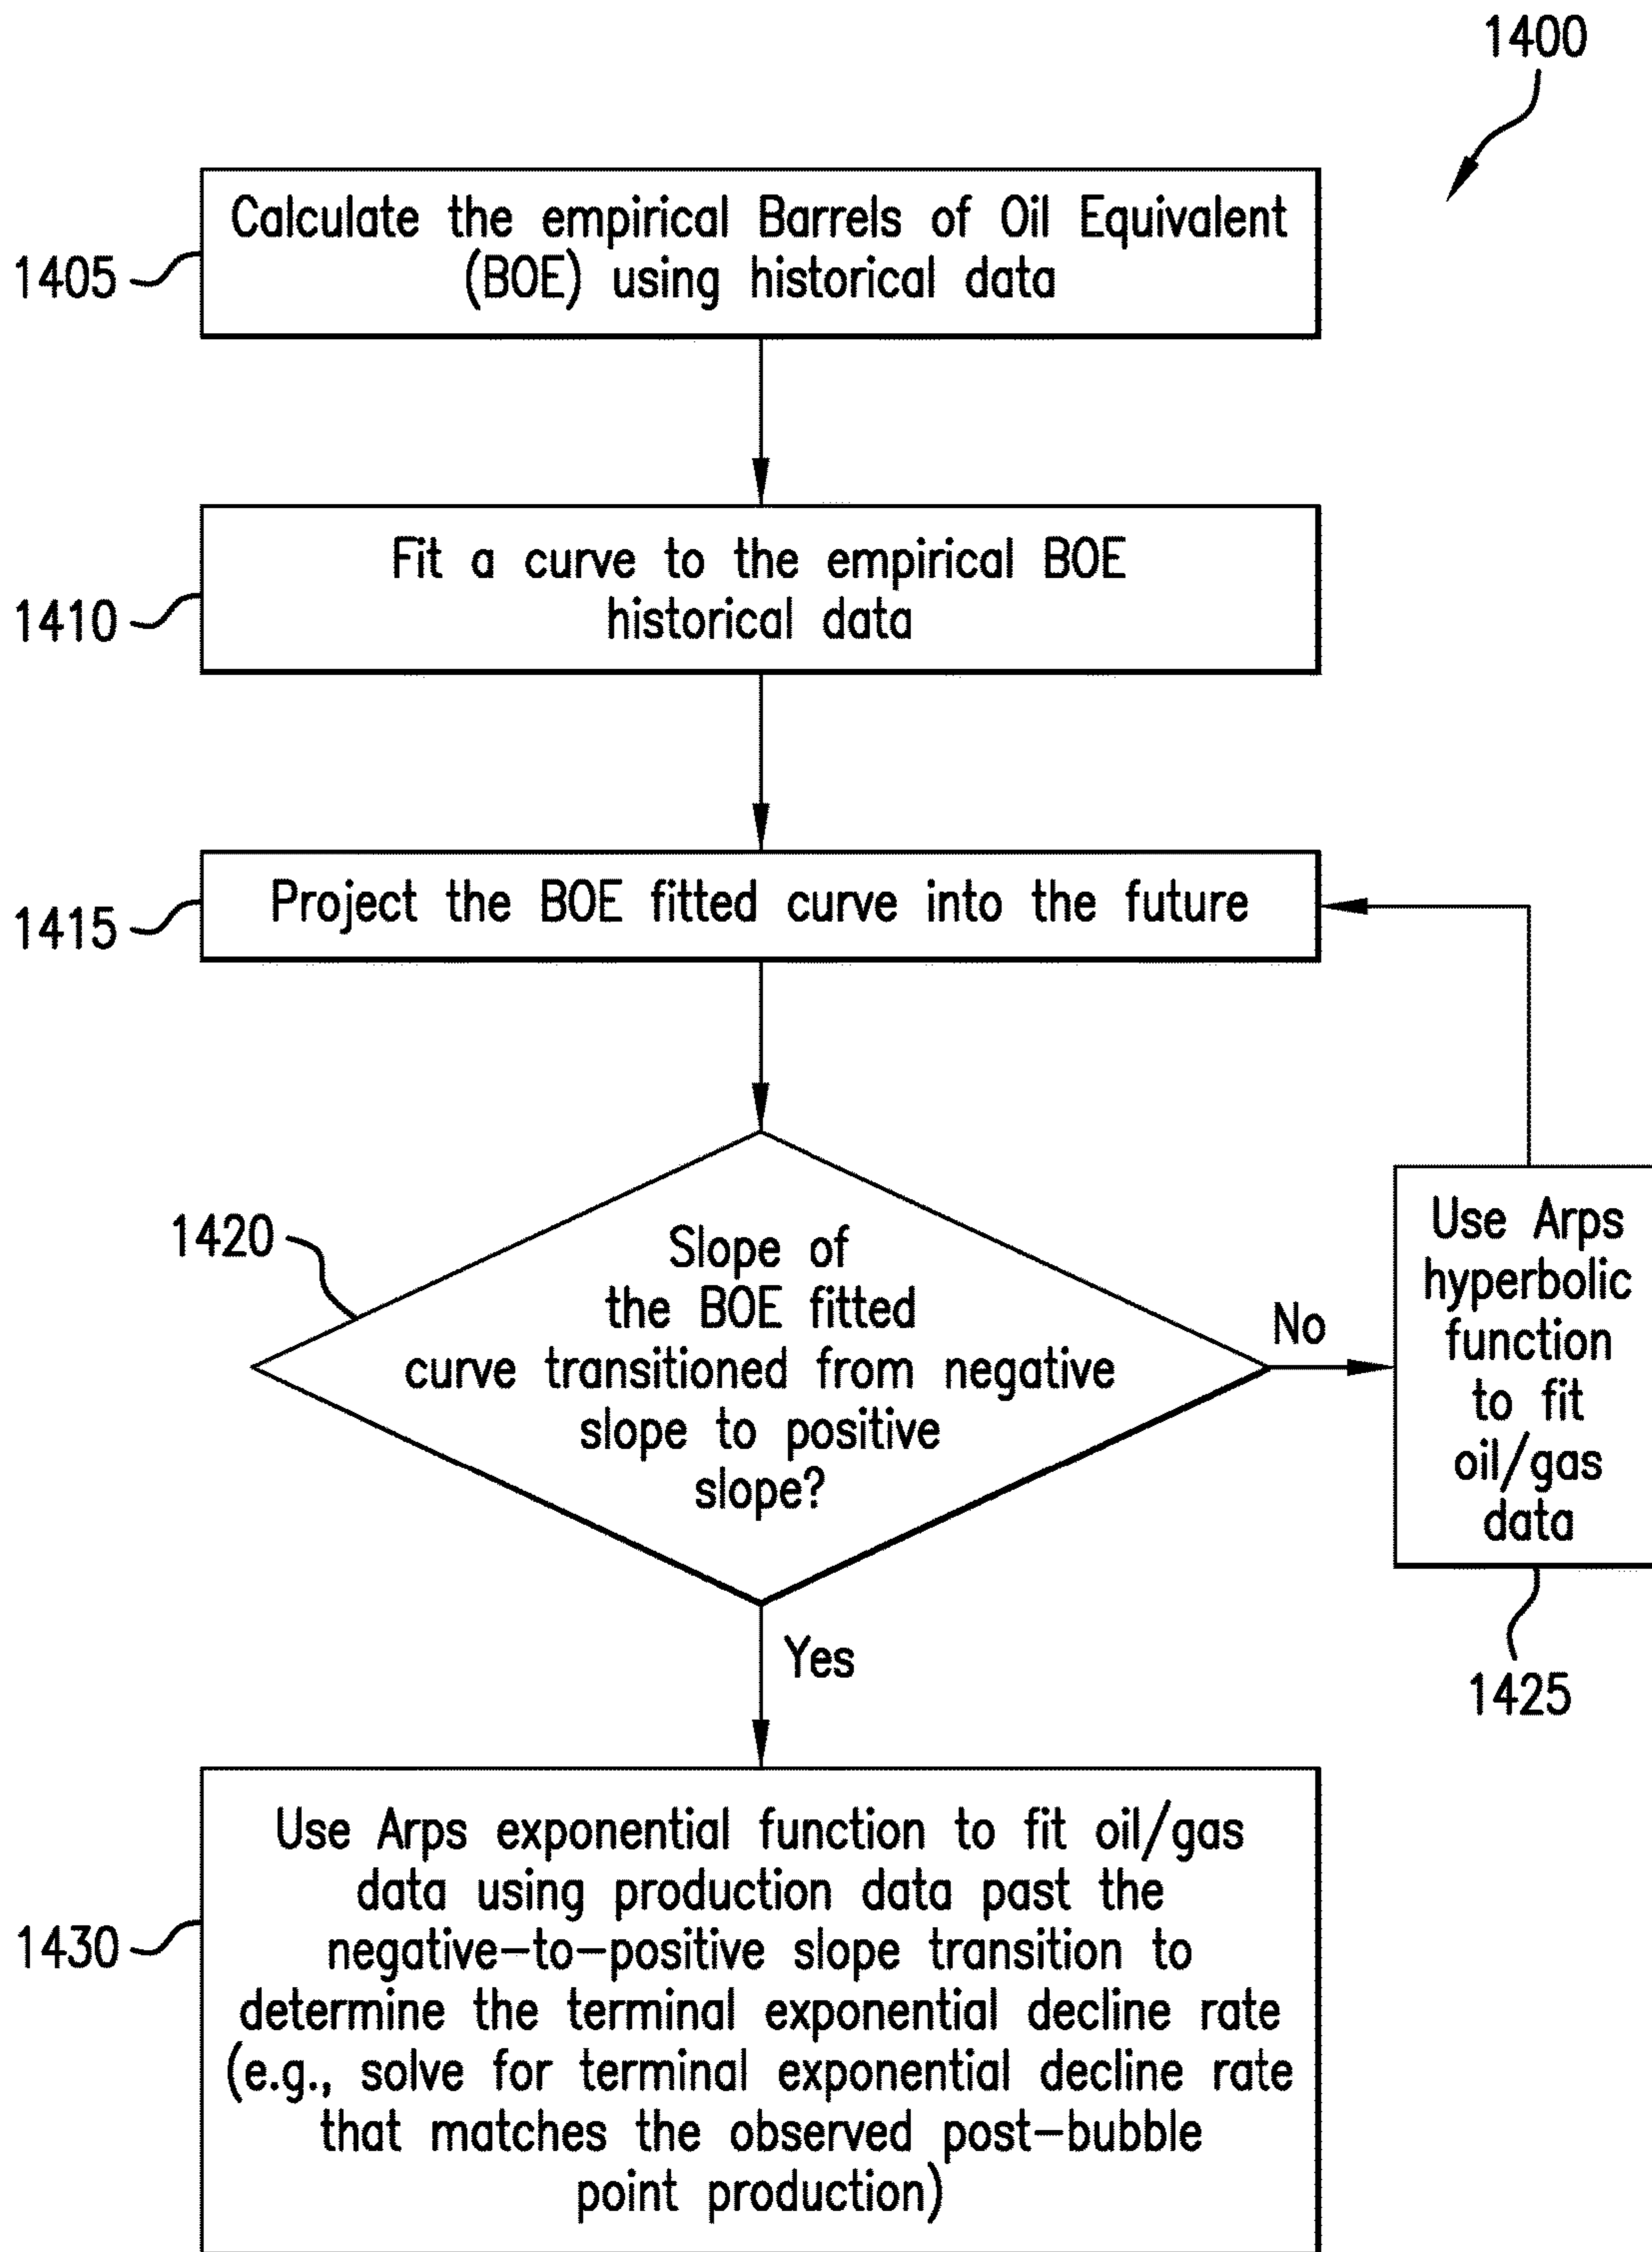 1400
Calculate the empirical Barrels of Oil Equivalent
(BOE) using historical data
1405
Fit a curve to the empirical BOE
historical data
1410
Project the BOE fitted curve into the future
1415
1420
Slope of
the BOE fitted
curve transitioned from negative
slope to positive
slope?
No
Use Arps
hyperbolic
function
to fit
oil/gas
data
1425
Yes
Use Arps exponential function to fit oil/gas
data using production data past the
negative-to-positive slope transition to
determine the terminal exponential decline rate
(e.g., solve for terminal exponential decline rate
that matches the observed post-bubble
point production)
1430